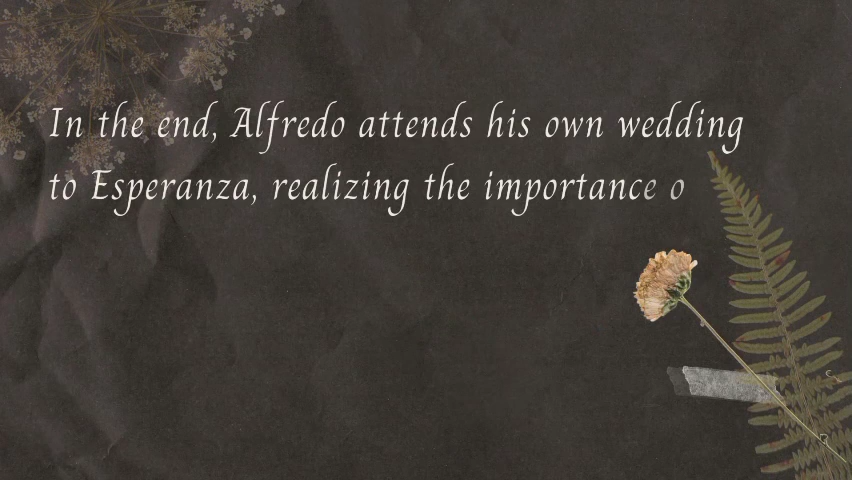 In the end, Alfredo attends his own wedding
to Esperanza, realizing the importance o